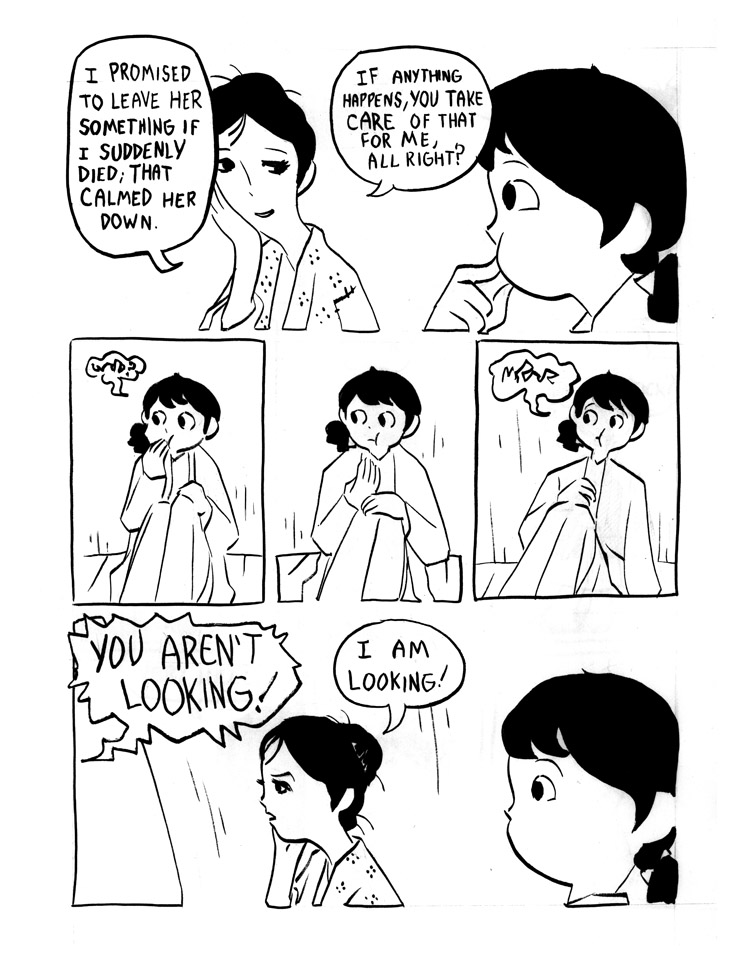 I PROMISED
TO LEAVE HER
SOMETHING IF
I SUDDENLY
DIED; THAT
CALMED HER
DOWN.
IF ANYTHING
HAPPENS, YOU TAKE
CARE OF THAT
FOR ME,
ALL RIGHT?
YOU AREN'T
LOOKING!
I AM
LOOKING!